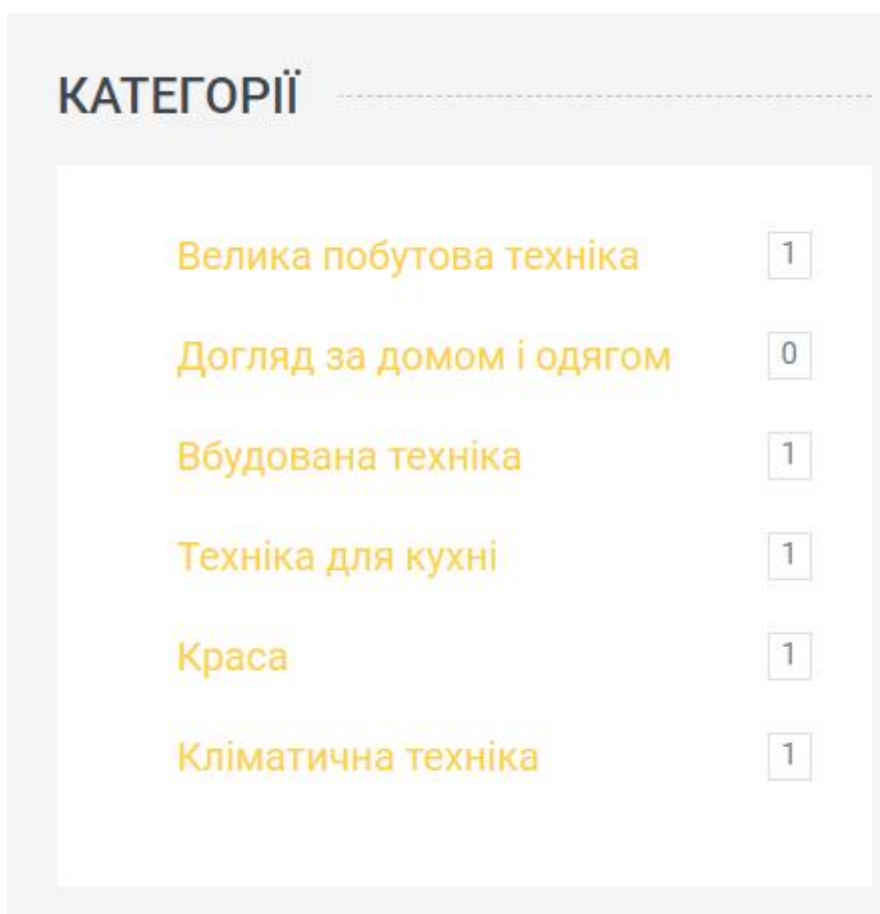 КАТЕГОРІЇ
Велика побутова техніка 1
Догляд за домом і одягом 0
Вбудована техніка 1
Техніка для кухні 1
Краса 1
Кліматична техніка 1